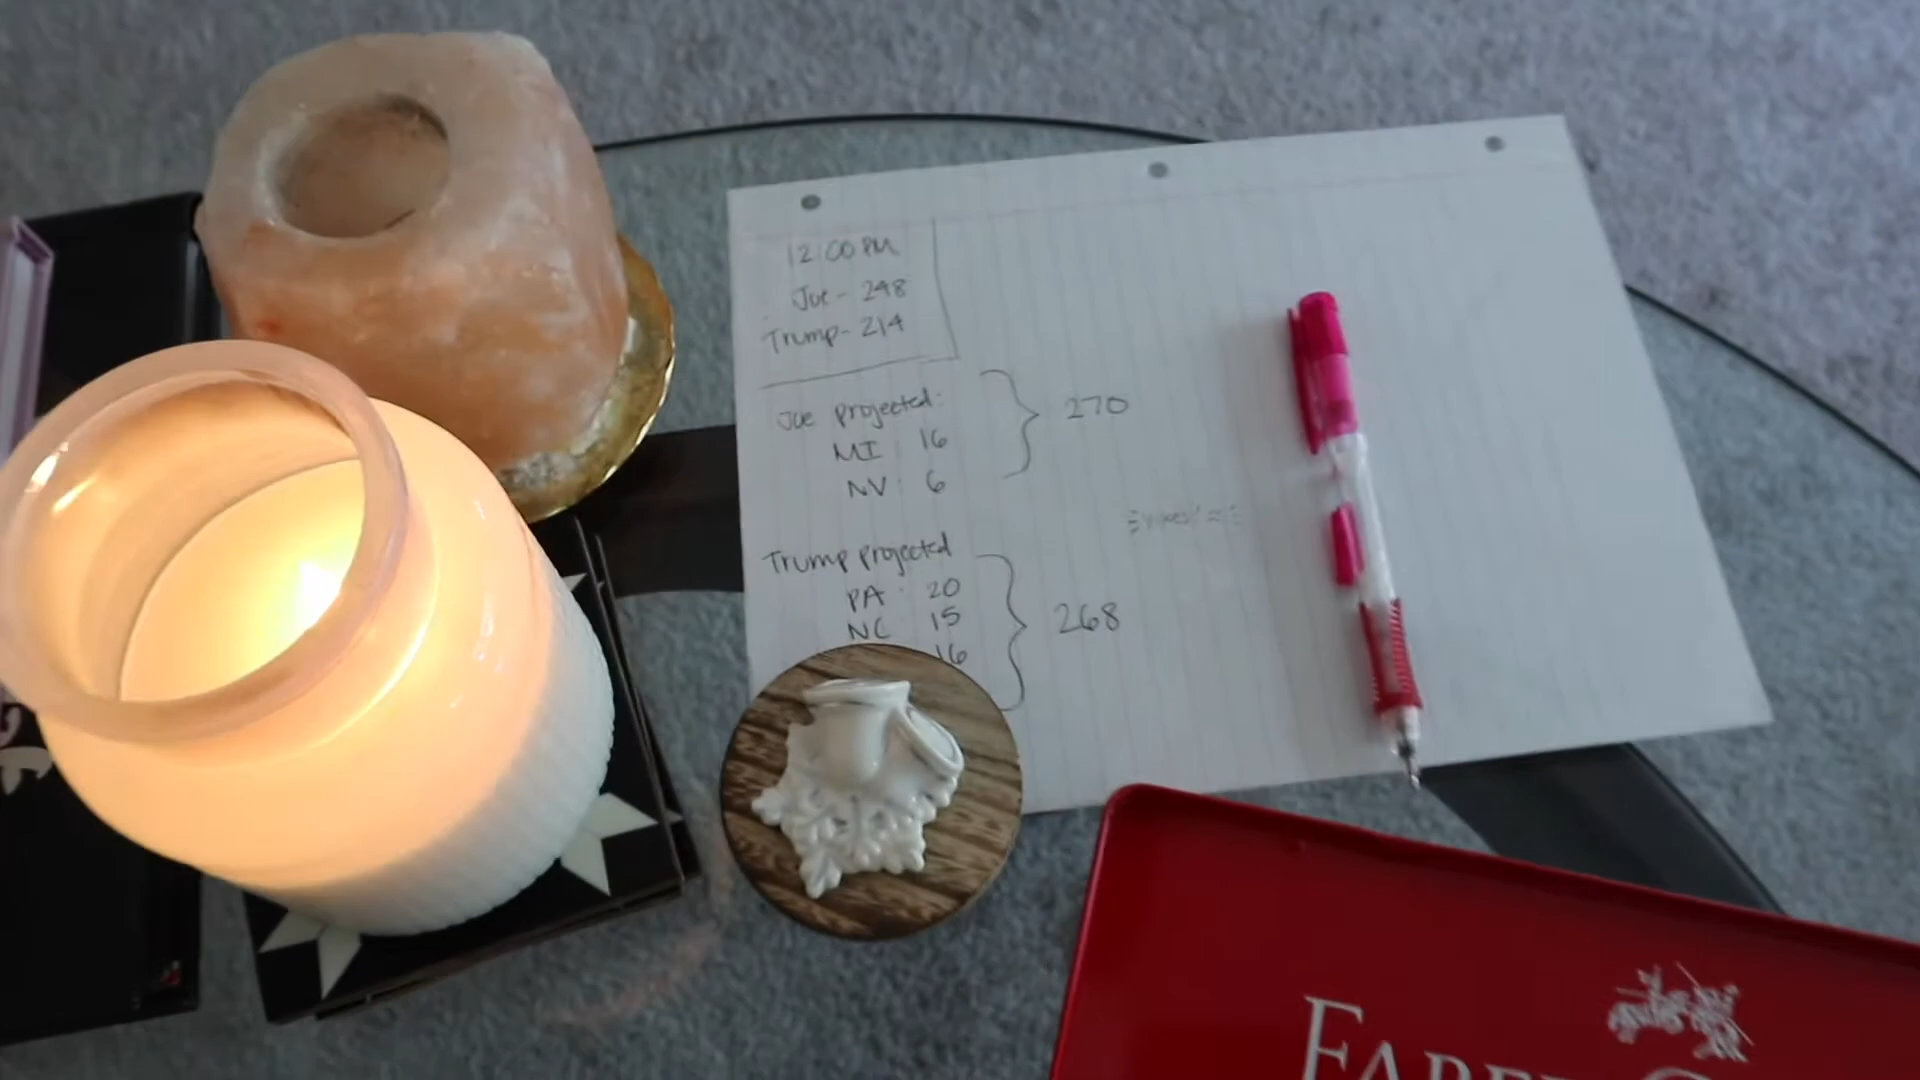 12:00 PM
Joe - 248
Trump - 214
Joe projected:
MI: 16
NV: 6
270
Trump projected
PA: 20
NC: 15
16
268
FABER